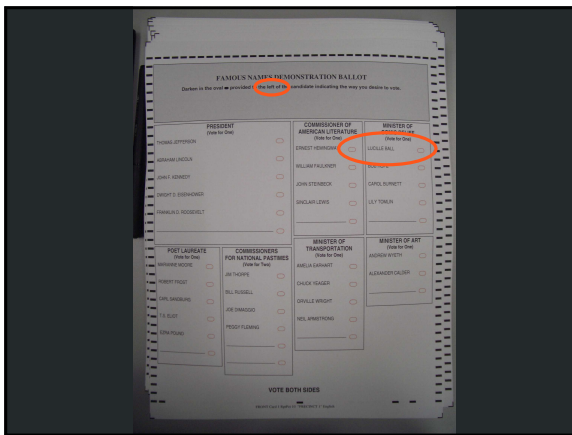 FAMOUS NAMES DEMONSTRATION BALLOT
Darken in the oval provided to the left of the candidate indicating the way you desire to vote.
PRESIDENT
(Vote for One)
THOMAS JEFFERSON
ABRAHAM LINCOLN
JOHN F. KENNEDY
DWIGHT D. EISENHOWER
FRANKLIN D. ROOSEVELT
COMMISSIONER OF
AMERICAN LITERATURE
(Vote for One)
ERNEST HEMINGWAY
WILLIAM FAULKNER
JOHN STEINBECK
SINCLAIR LEWIS
MINISTER OF
(Vote for One)
LUCILLE BALL
CAROL BURNETT
LILY TOMLIN
POET LAUREATE
(Vote for One)
MARIANNE MOORE
ROBERT FROST
CARL SANDBURG
T.S. ELIOT
EZRA POUND
COMMISSIONERS
FOR NATIONAL PASTIMES
(Vote for Two)
JIM THORPE
BILL RUSSELL
JOE DIMAGGIO
PEGGY FLEMING
MINISTER OF
TRANSPORTATION
(Vote for One)
AMELIA EARHART
CHUCK YEAGER
ORVILLE WRIGHT
NEIL ARMSTRONG
MINISTER OF ART
(Vote for One)
ANDREW WYETH
ALEXANDER CALDER
VOTE BOTH SIDES